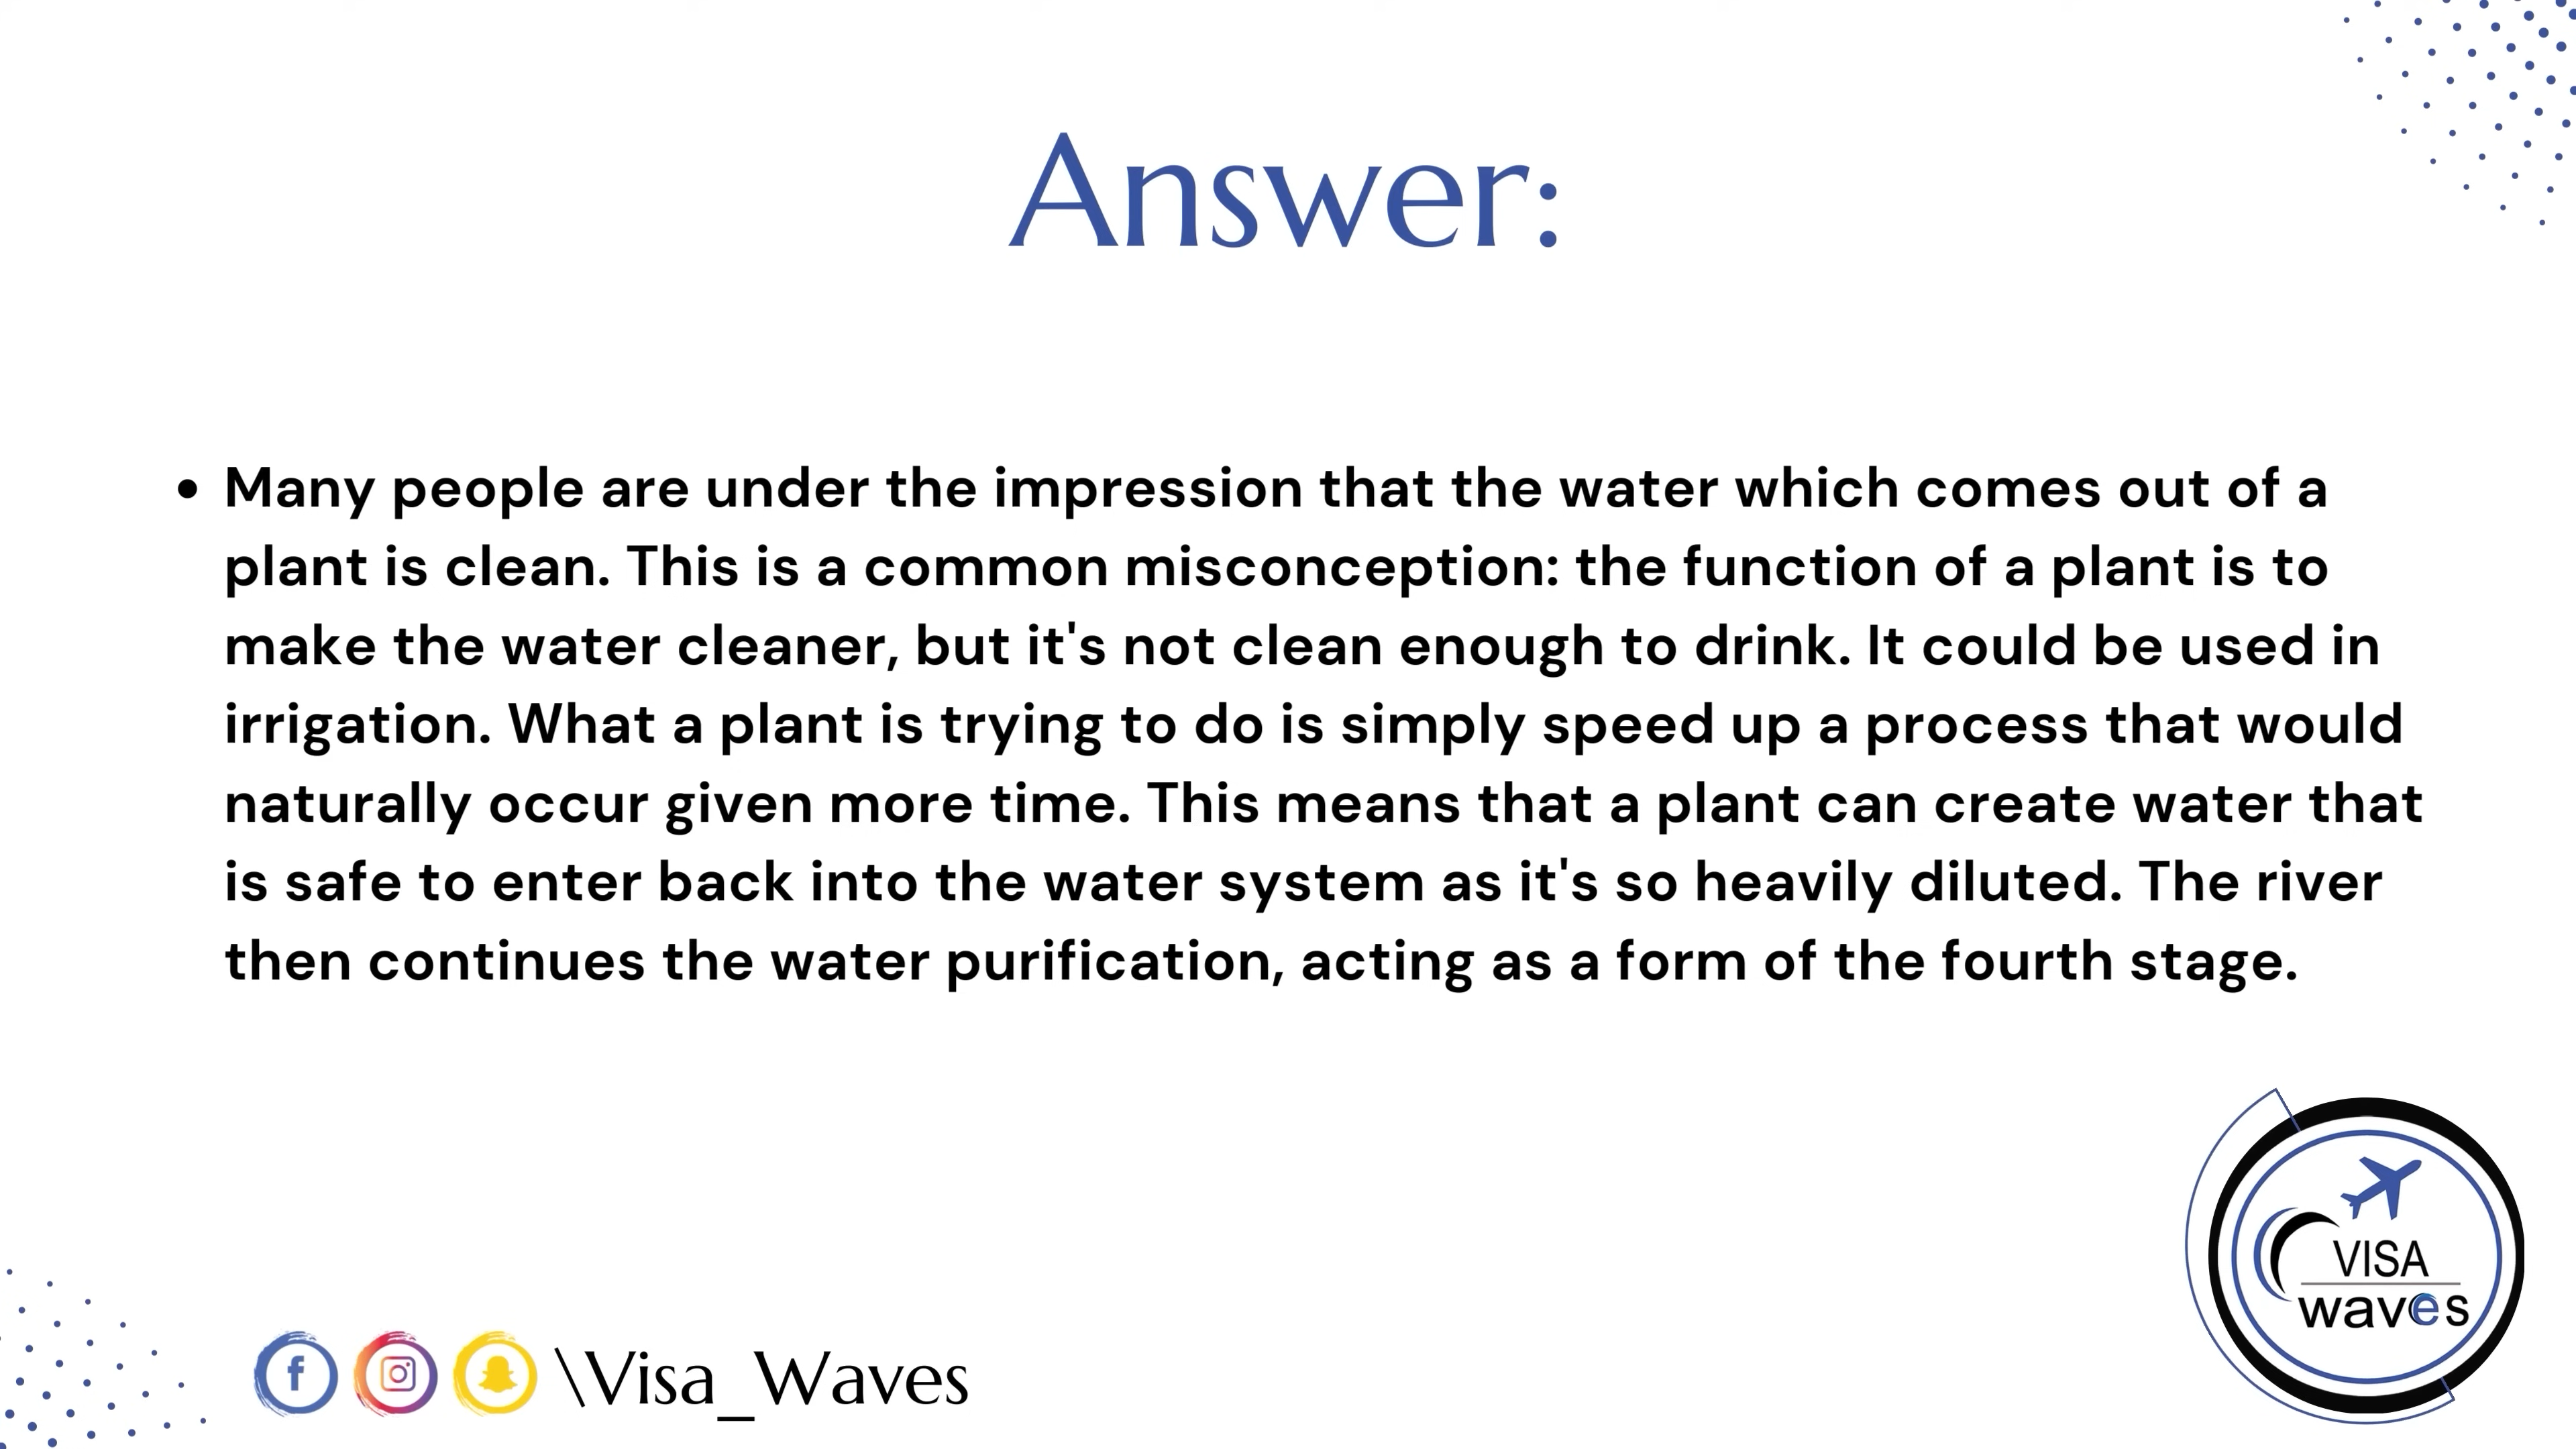 Answer:
• Many people are under the impression that the water which comes out of a
plant is clean. This is a common misconception: the function of a plant is to
make the water cleaner, but it's not clean enough to drink. It could be used in
irrigation. What a plant is trying to do is simply speed up a process that would
naturally occur given more time. This means that a plant can create water that
is safe to enter back into the water system as it's so heavily diluted. The river
then continues the water purification, acting as a form of the fourth stage.
VISA
waves
\Visa_Waves